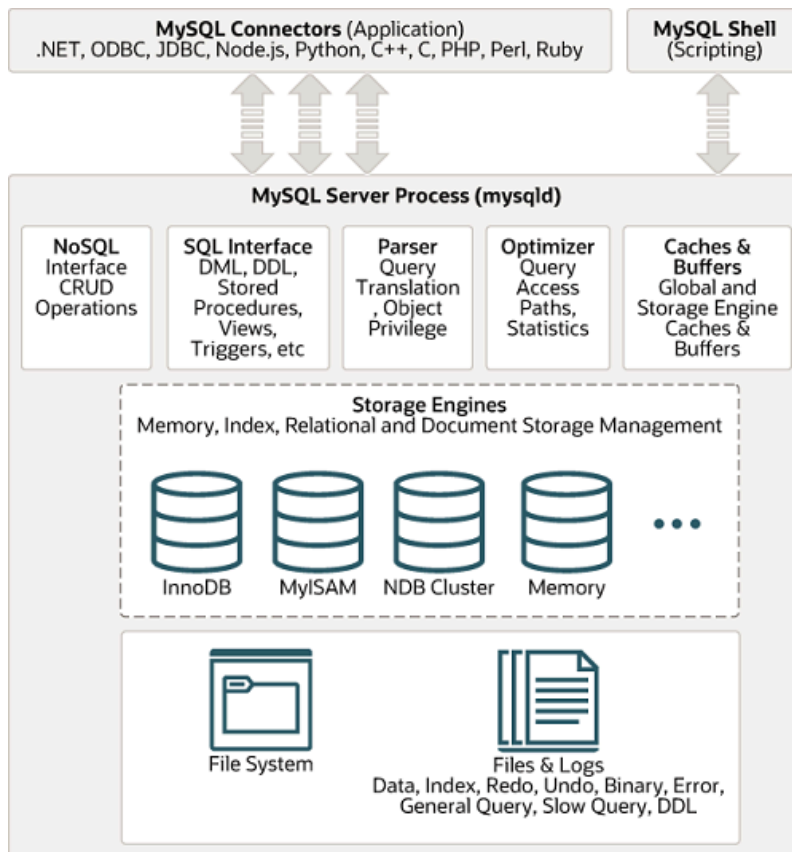 MySQL Connectors (Application)
.NET, ODBC, JDBC, Node.js, Python, C++, C, PHP, Perl, Ruby
MySQL Shell
(Scripting)
MySQL Server Process (mysqld)
NoSQL
Interface
CRUD
Operations
SQL Interface
DML, DDL,
Stored
Procedures,
Views,
Triggers, etc
Parser
Query
Translation
, Object
Privilege
Optimizer
Query
Access
Paths,
Statistics
Caches &
Buffers
Global and
Storage Engine
Caches &
Buffers
Storage Engines
Memory, Index, Relational and Document Storage Management
InnoDB
MyISAM
NDB Cluster
Memory
File System
Files & Logs
Data, Index, Redo, Undo, Binary, Error,
General Query, Slow Query, DDL